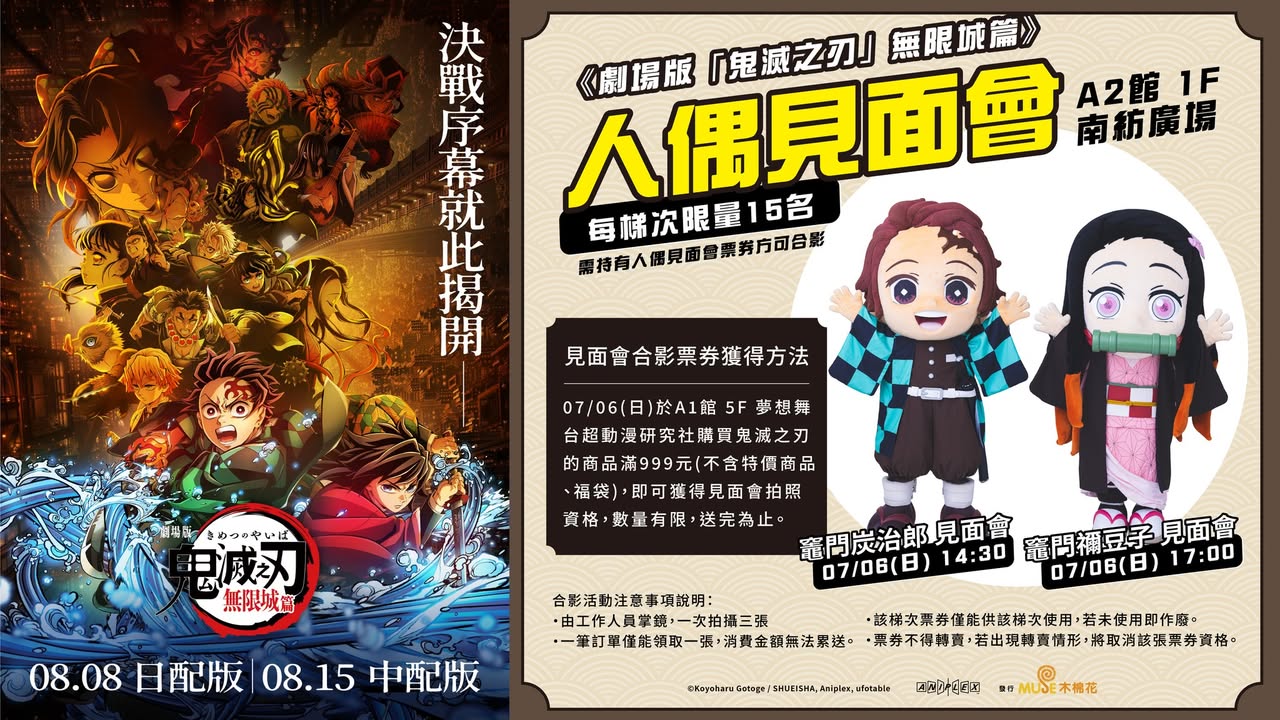 決戰序幕就此揭開──
劇場版
きめつのやいば
鬼滅之刃
無限城篇
08.08 日配版|08.15 中配版
《劇場版「鬼滅之刃」無限城篇》
人偶見面會
A2館 1F
南紡廣場
每梯次限量15名
需持有人偶見面會票券方可合影
見面會合影票券獲得方法
07/06(日)於A1館 5F 夢想舞
台超動漫研究社購買鬼滅之刃
的商品滿999元(不含特價商品
、福袋),即可獲得見面會拍照
資格,數量有限,送完為止。
竈門炭治郎 見面會
07/06(日) 14:30
竈門禰豆子 見面會
07/06(日) 17:00
合影活動注意事項說明:
・由工作人員掌鏡,一次拍攝三張
・一筆訂單僅能領取一張,消費金額無法累送。
・該梯次票券僅能供該梯次使用,若未使用即作廢。
・票券不得轉賣,若出現轉賣情形,將取消該張票券資格。
©Koyoharu Gotoge / SHUEISHA, Aniplex, ufotable
ANIPLEX
發行 MUSE木棉花